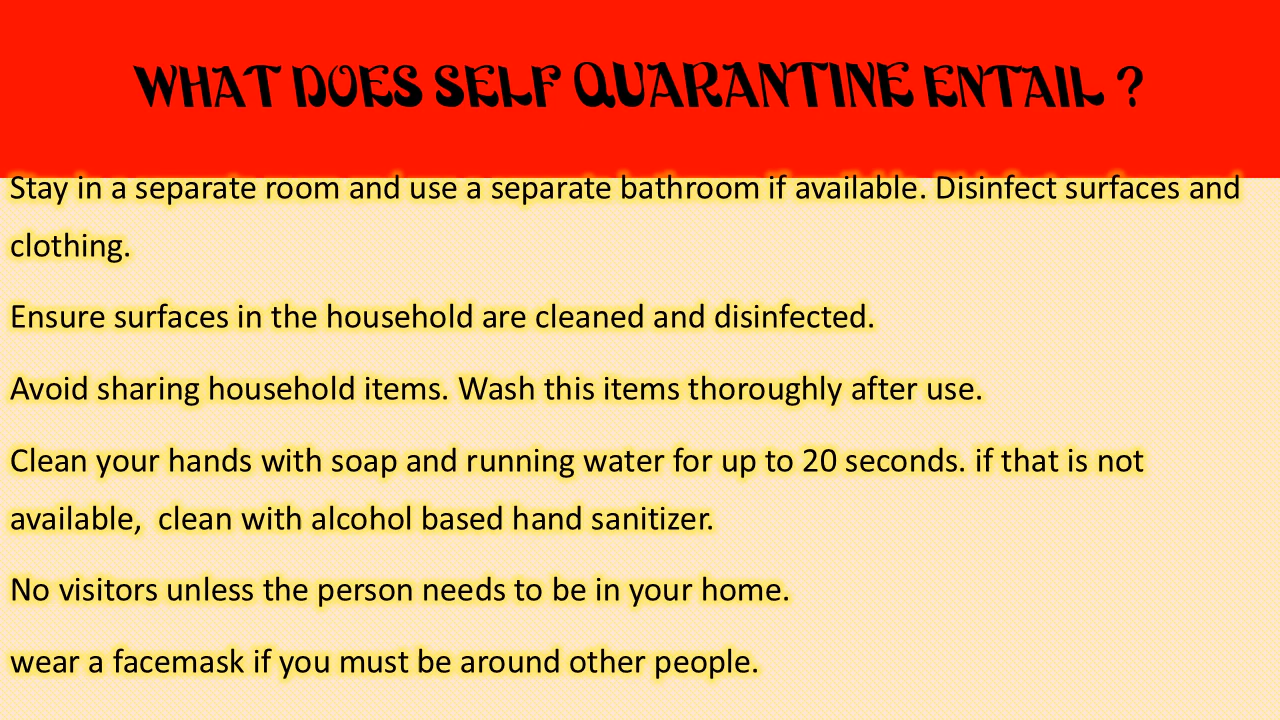 WHAT DOES SELF QUARANTINE ENTAIL ?
Stay in a separate room and use a separate bathroom if available. Disinfect surfaces and
clothing.
Ensure surfaces in the household are cleaned and disinfected.
Avoid sharing household items. Wash this items thoroughly after use.
Clean your hands with soap and running water for up to 20 seconds. if that is not
available,  clean with alcohol based hand sanitizer.
No visitors unless the person needs to be in your home.
wear a facemask if you must be around other people.